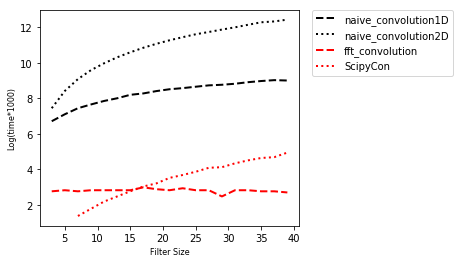 naive_convolution1D
naive_convolution2D
fft_convolution
ScipyCon
Log(time*1000)
12
10
8
6
4
2
5 10 15 20 25 30 35 40
Filter Size